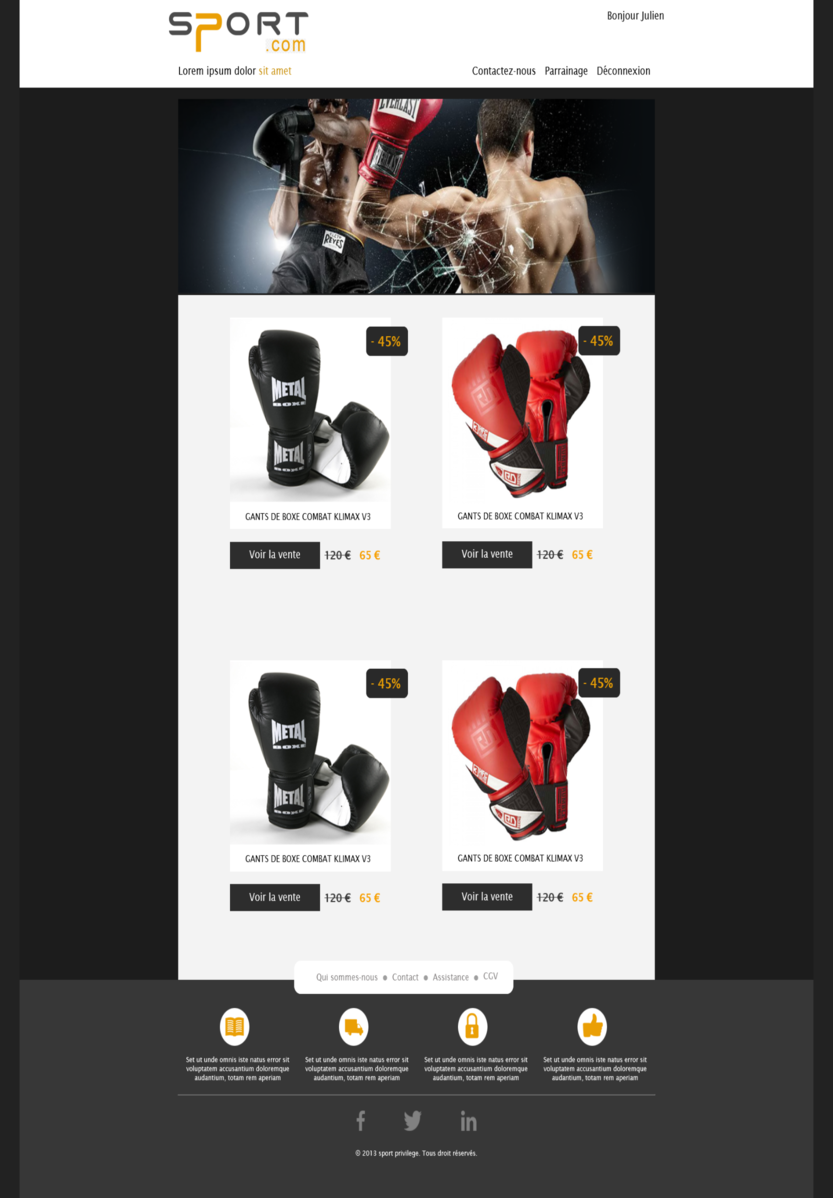 SPORT
.com
Bonjour Julien
Lorem ipsum dolor sit amet
Contactez-nous Parrainage Déconnexion
EVERLAST
EVERLAST
CLETO
REYES
- 45%
METAL
BOXE
METAL
BOXE
GANTS DE BOXE COMBAT KLIMAX V3
Voir la vente 120 € 65 €
- 45%
GANTS DE BOXE COMBAT KLIMAX V3
Voir la vente 120 € 65 €
- 45%
METAL
BOXE
METAL
BOXE
GANTS DE BOXE COMBAT KLIMAX V3
Voir la vente 120 € 65 €
- 45%
GANTS DE BOXE COMBAT KLIMAX V3
Voir la vente 120 € 65 €
Qui sommes-nous ● Contact ● Assistance ● CGV
Set ut unde omnis iste natus error sit
voluptatem accusantium doloremque
audantium, totam rem aperiam
Set ut unde omnis iste natus error sit
voluptatem accusantium doloremque
audantium, totam rem aperiam
Set ut unde omnis iste natus error sit
voluptatem accusantium doloremque
audantium, totam rem aperiam
Set ut unde omnis iste natus error sit
voluptatem accusantium doloremque
audantium, totam rem aperiam
f
in
© 2013 sport privilege. Tous droit réservés.